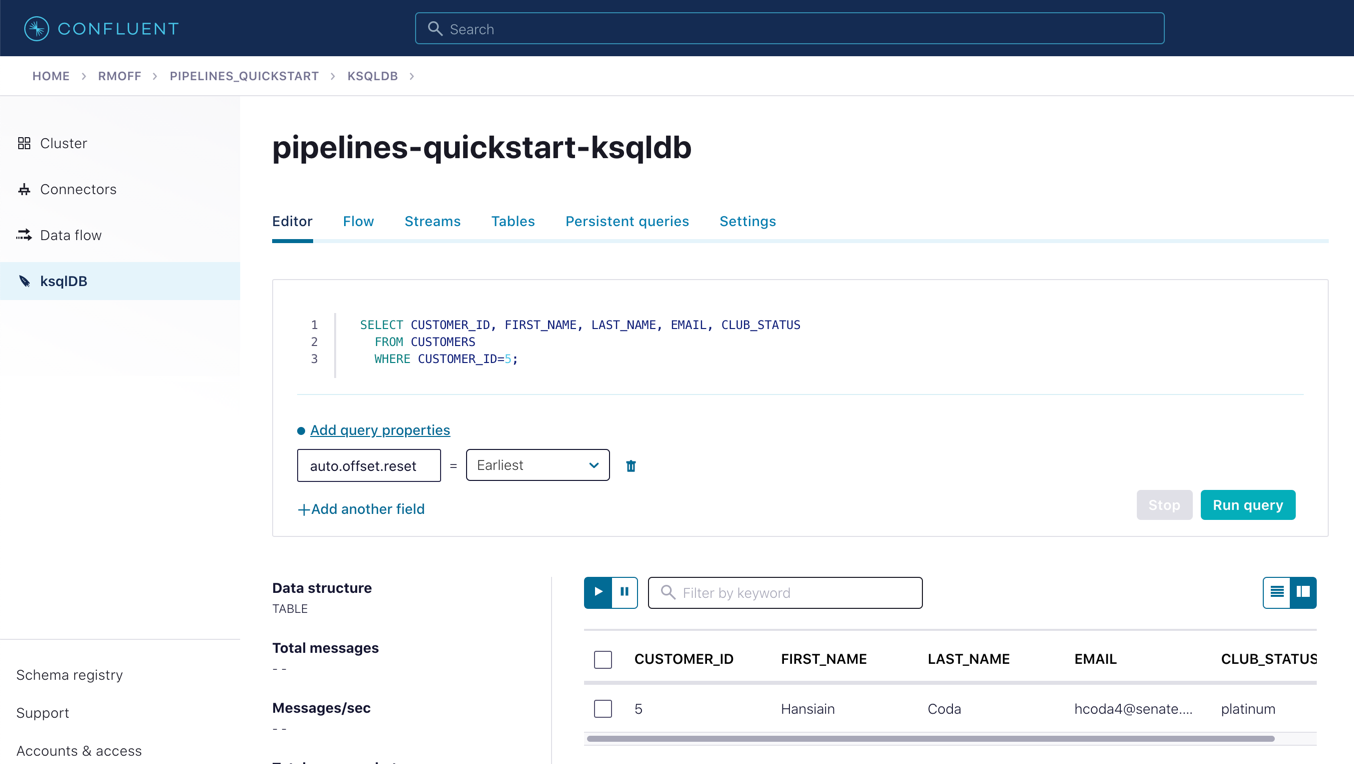 CONFLUENT
Search
HOME > RMOFF > PIPELINES_QUICKSTART > KSQLDB >
Cluster
Connectors
Data flow
ksqlDB
Schema registry
Support
Accounts & access
pipelines-quickstart-ksqldb
Editor Flow Streams Tables Persistent queries Settings
1 SELECT CUSTOMER_ID, FIRST_NAME, LAST_NAME, EMAIL, CLUB_STATUS
2 FROM CUSTOMERS
3 WHERE CUSTOMER_ID=5;
Add query properties
auto.offset.reset = Earliest
+Add another field
Stop Run query
Data structure
TABLE
Total messages
- -
Messages/sec
- -
Filter by keyword
CUSTOMER_ID FIRST_NAME LAST_NAME EMAIL CLUB_STATUS
5 Hansiain Coda hcoda4@senate.... platinum